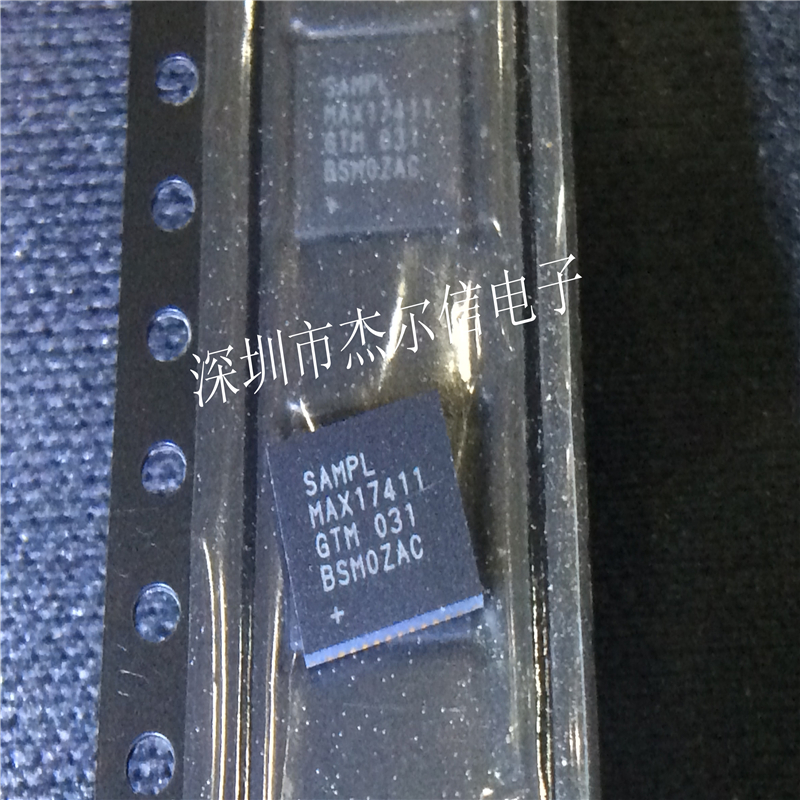 SAMPL
MAX17411
GTM 031
BSM0ZAC
深圳市杰尔信电子
SAMPL
MAX17411
GTM 031
BSM0ZAC
+